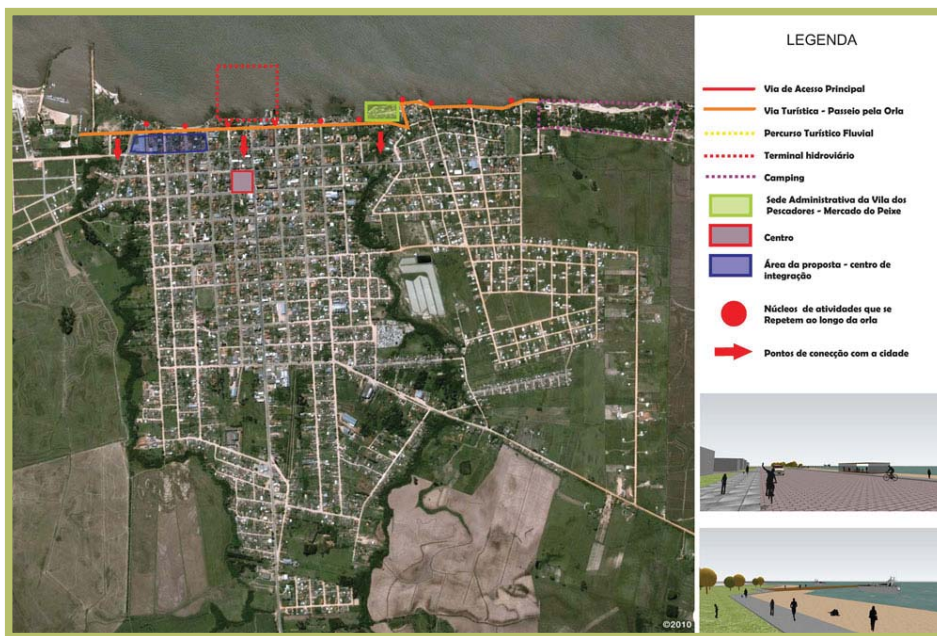 LEGENDA
Via de Acesso Principal
Via Turística - Passeio pela Orla
Percurso Turístico Fluvial
Terminal hidroviário
Camping
Sede Administrativa da Vila dos
Pescadores - Mercado do Peixe
Centro
Área da proposta - centro de
integração
Núcleos de atividades que se
Repetem ao longo da orla
Pontos de conecção com a cidade
©2010